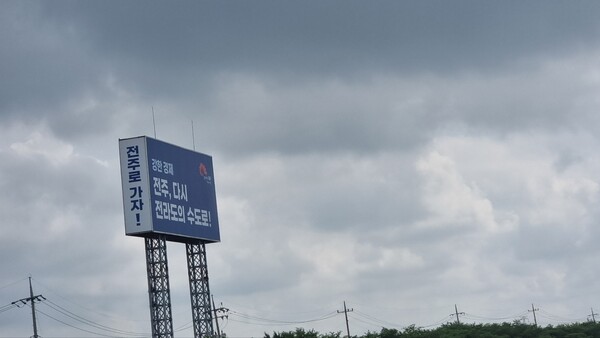 전주로 가자!
강한 경제
전주, 다시
전라도의 수도로!